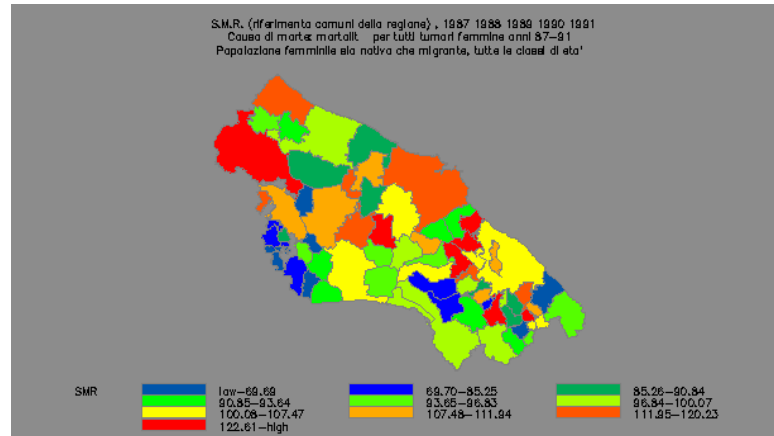 S.M.R. (riferimento comuni della regione) , 1987 1988 1989 1990 1991
Causa di morte: mortalit per tutti tumori femmine anni 87-91
Popolazione femminile sia nativa che migrante, tutte le classi di eta'
SMR
low-69.69 69.70-85.25 85.26-90.84
90.85-93.64 93.65-96.83 96.84-100.07
100.08-107.47 107.48-111.94 111.95-120.23
122.61-high